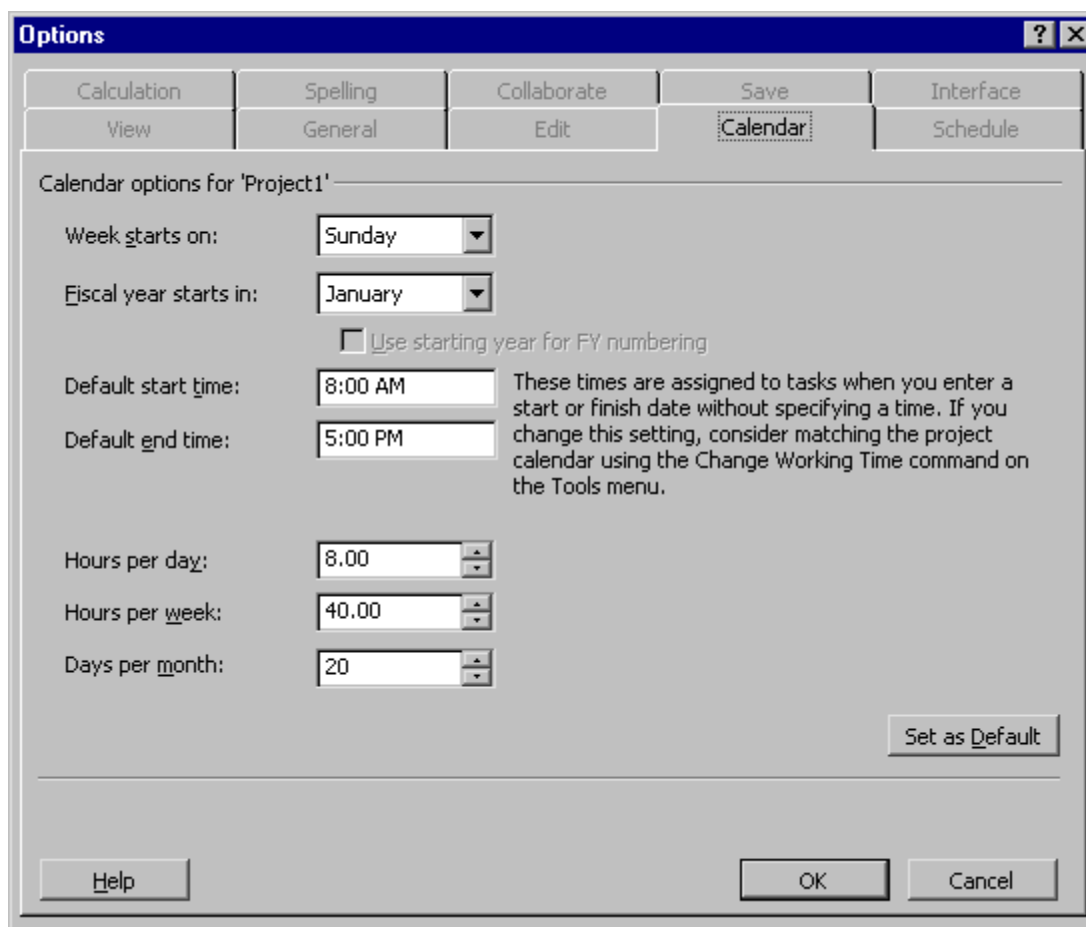 Options
Calculation Spelling Collaborate Save Interface
View General Edit Calendar Schedule
Calendar options for 'Project1'
Week starts on: Sunday
Fiscal year starts in: January
Use starting year for FY numbering
Default start time: 8:00 AM
Default end time: 5:00 PM
These times are assigned to tasks when you enter a
start or finish date without specifying a time. If you
change this setting, consider matching the project
calendar using the Change Working Time command on
the Tools menu.
Hours per day: 8.00
Hours per week: 40.00
Days per month: 20
Set as Default
Help OK Cancel